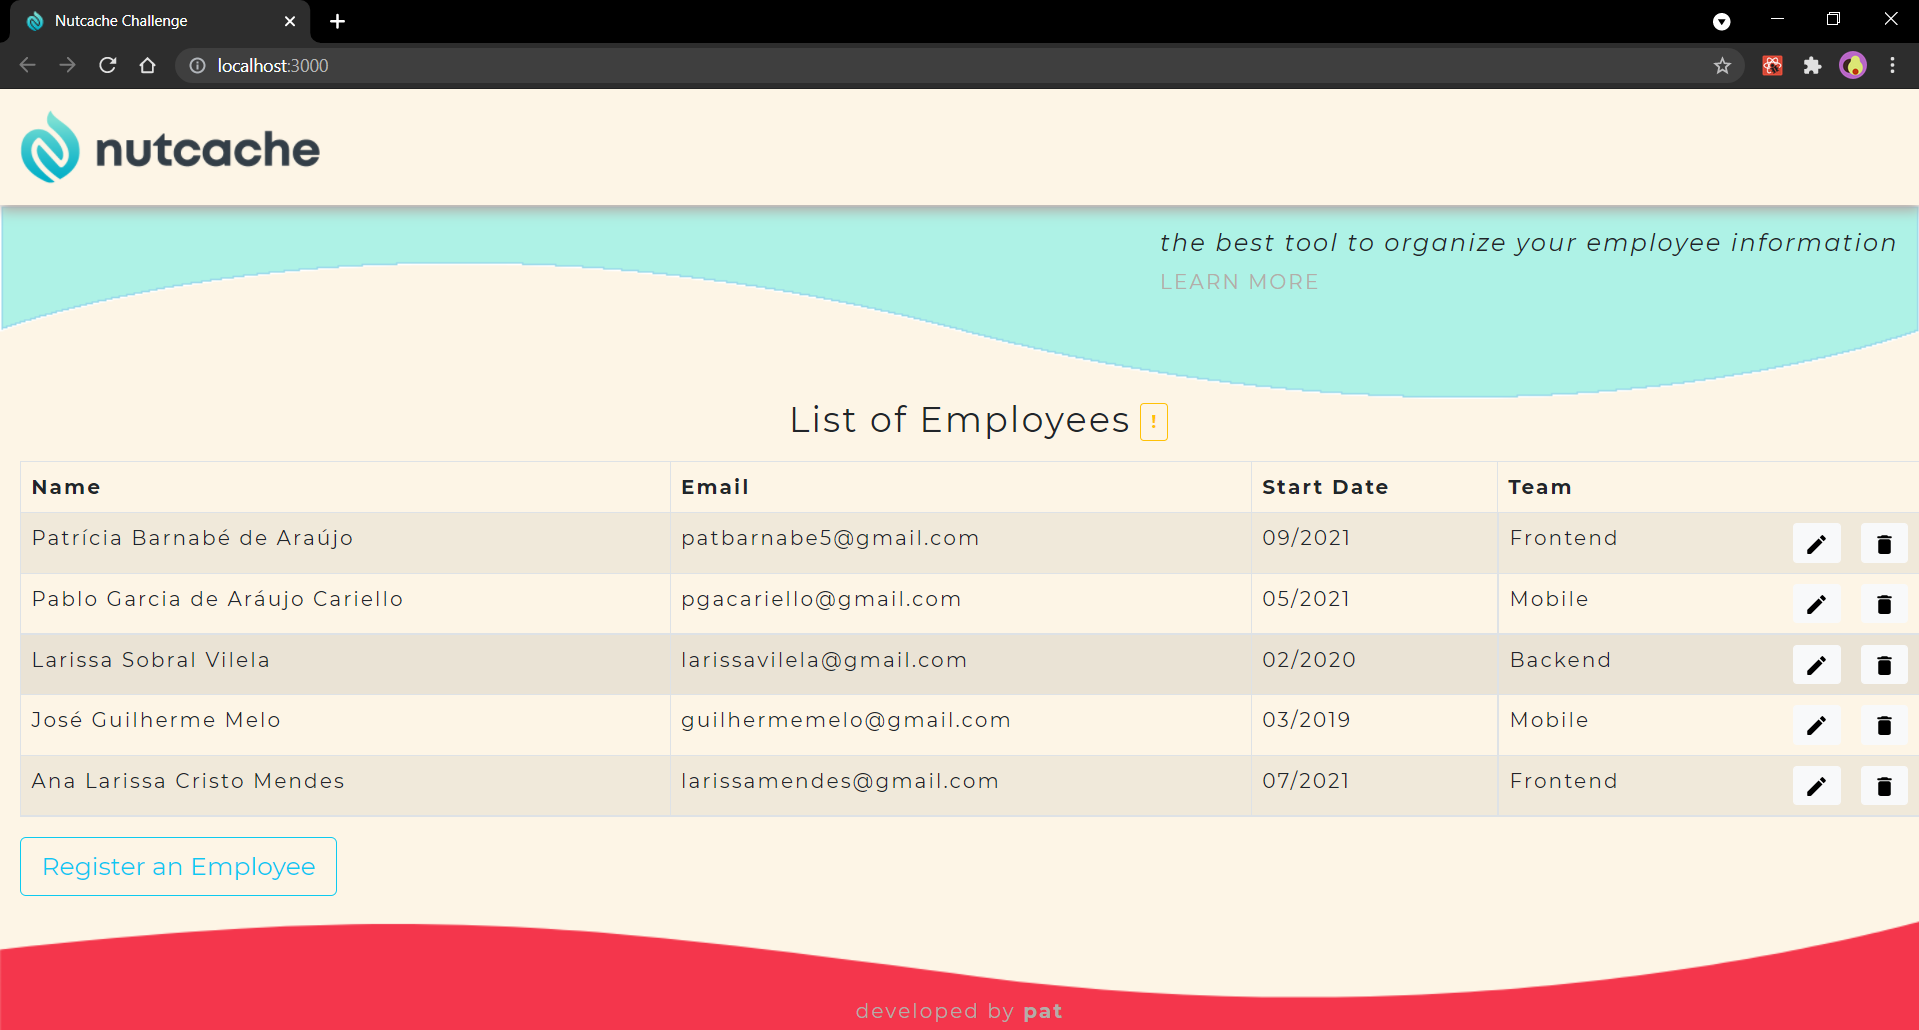 Nutcache Challenge
localhost:3000
nutcache
the best tool to organize your employee information
LEARN MORE
List of Employees !
Name Email Start Date Team
Patrícia Barnabé de Araújo patbarnabe5@gmail.com 09/2021 Frontend
Pablo Garcia de Aráujo Cariello pgacariello@gmail.com 05/2021 Mobile
Larissa Sobral Vilela larissavilela@gmail.com 02/2020 Backend
José Guilherme Melo guilhermemelo@gmail.com 03/2019 Mobile
Ana Larissa Cristo Mendes larissamendes@gmail.com 07/2021 Frontend
Register an Employee
developed by pat